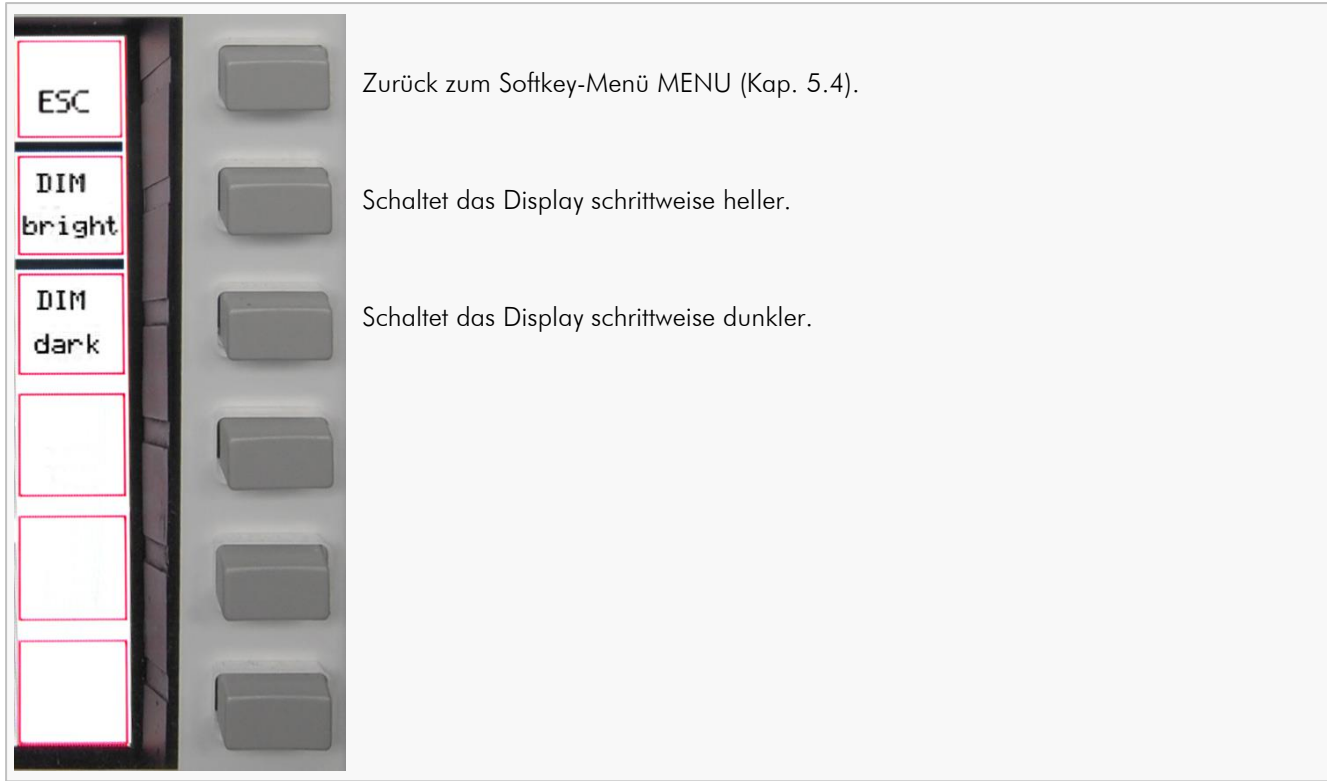 ESC
Zurück zum Softkey-Menü MENU (Kap. 5.4).
DIM
bright
Schaltet das Display schrittweise heller.
DIM
dark
Schaltet das Display schrittweise dunkler.